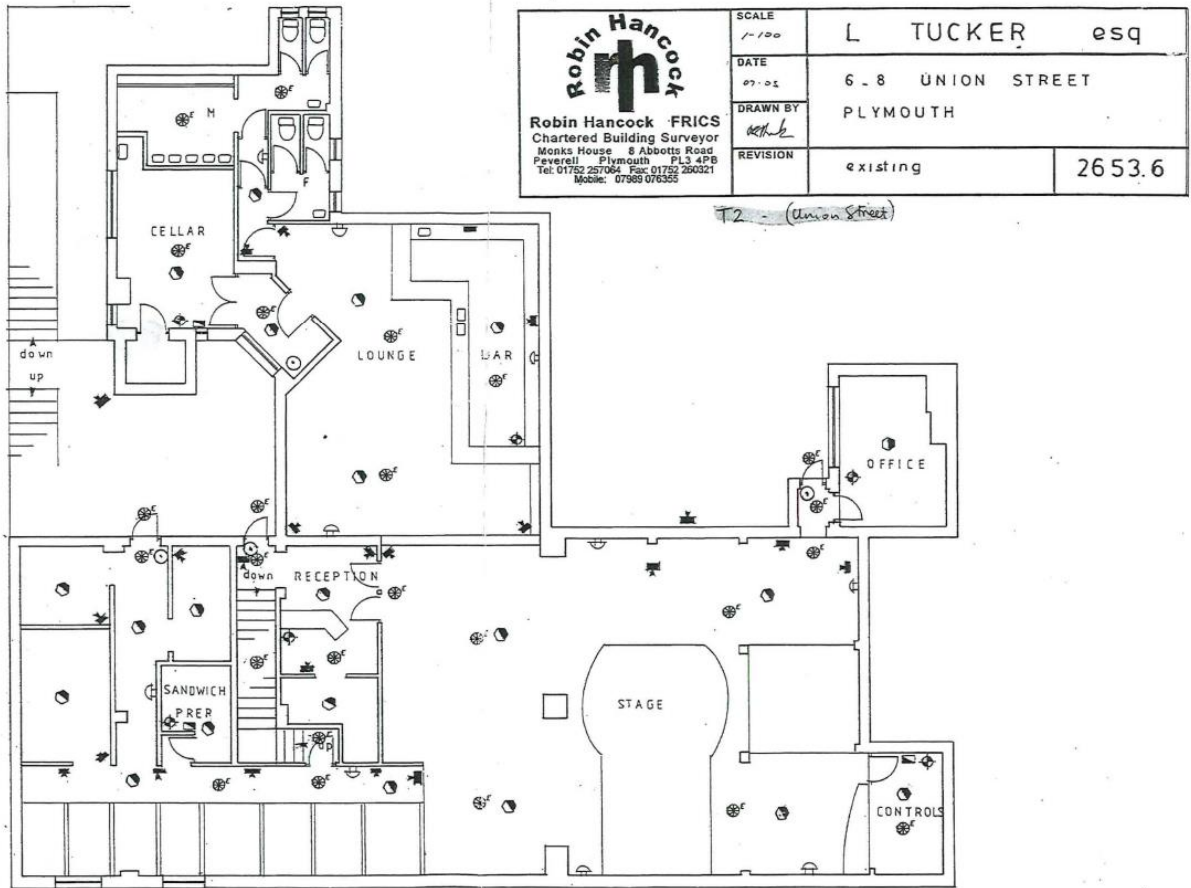 Robin Hancock
rh
Robin Hancock FRICS
Chartered Building Surveyor
Monks House 8 Abbotts Road
Peverell Plymouth PL3 4PB
Tel: 01752 257064 Fax: 01752 260321
Mobile: 07989 076355
SCALE
1-100
DATE
07-03
DRAWN BY
REVISION
L TUCKER esq
6-8 UNION STREET
PLYMOUTH
existing
2653.6
T2 - (Union Street)
M
F
CELLAR
LOUNGE
BAR
down
up
OFFICE
down
RECEPTION
SANDWICH
PRER
up
STAGE
CONTROLS